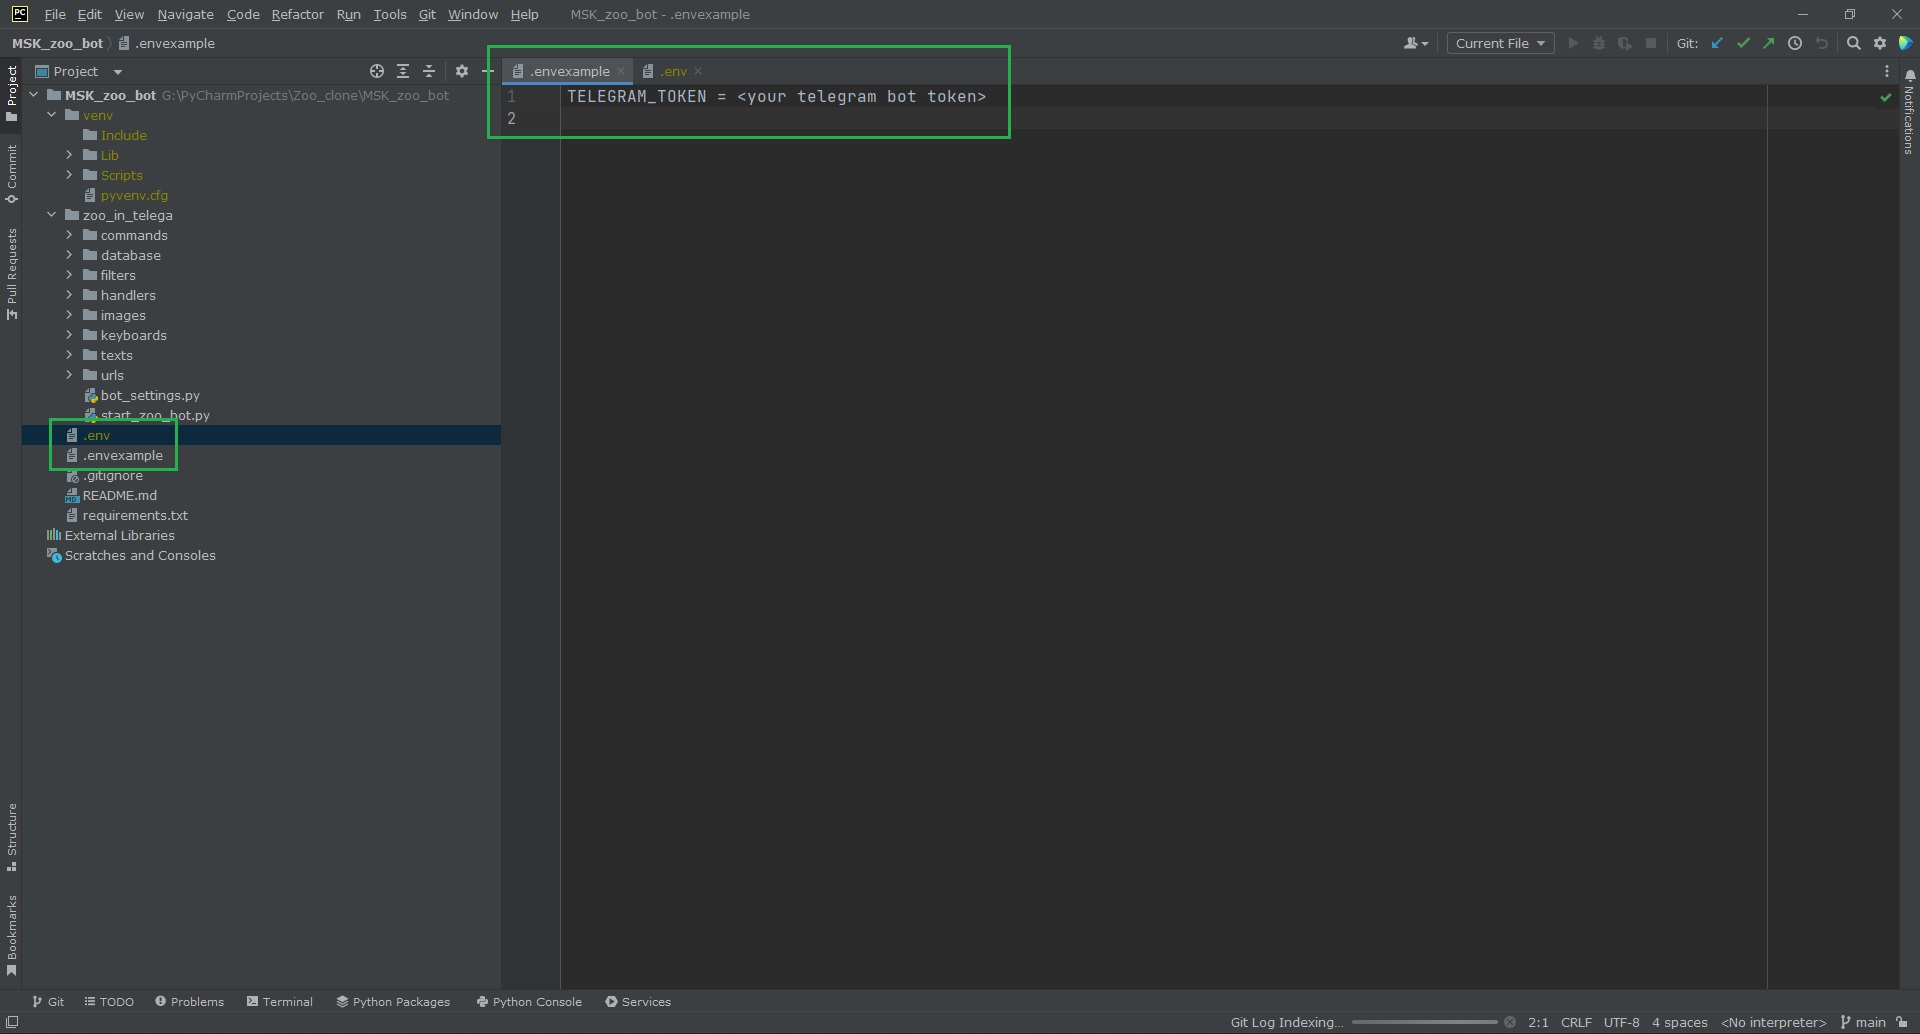 PC File Edit View Navigate Code Refactor Run Tools Git Window Help MSK_zoo_bot - .envexample
MSK_zoo_bot .envexample Current File Git:
Project
Project
Commit
Pull Requests
Structure
Bookmarks
MSK_zoo_bot G:\PyCharmProjects\Zoo_clone\MSK_zoo_bot
venv
Include
Lib
Scripts
pyvenv.cfg
zoo_in_telega
commands
database
filters
handlers
images
keyboards
texts
urls
bot_settings.py
start_zoo_bot.py
.env
.envexample
.gitignore
README.md
requirements.txt
External Libraries
Scratches and Consoles
.envexample .env
1 TELEGRAM_TOKEN = <your telegram bot token>
2
Notifications
Git TODO Problems Terminal Python Packages Python Console Services
Git Log Indexing... 2:1 CRLF UTF-8 4 spaces <No interpreter> main